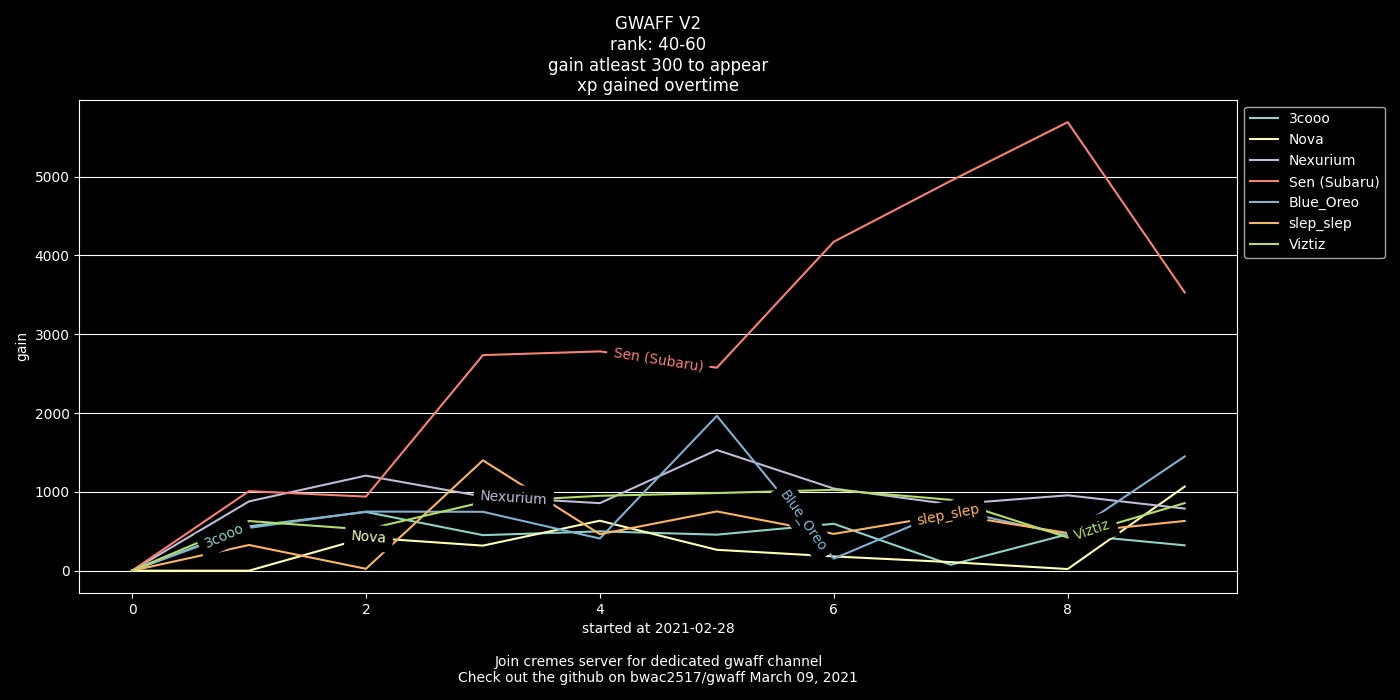 GWAFF V2
rank: 40-60
gain atleast 300 to appear
xp gained overtime
3cooo
Nova
Nexurium
Sen (Subaru)
Blue_Oreo
slep_slep
Viztiz
gain
5000
4000
3000
2000
1000
0
Sen (Subaru)
Nexurium
Blue_Oreo
slep_slep
3cooo
Nova
Viztiz
0 2 4 6 8
started at 2021-02-28
Join cremes server for dedicated gwaff channel
Check out the github on bwac2517/gwaff March 09, 2021